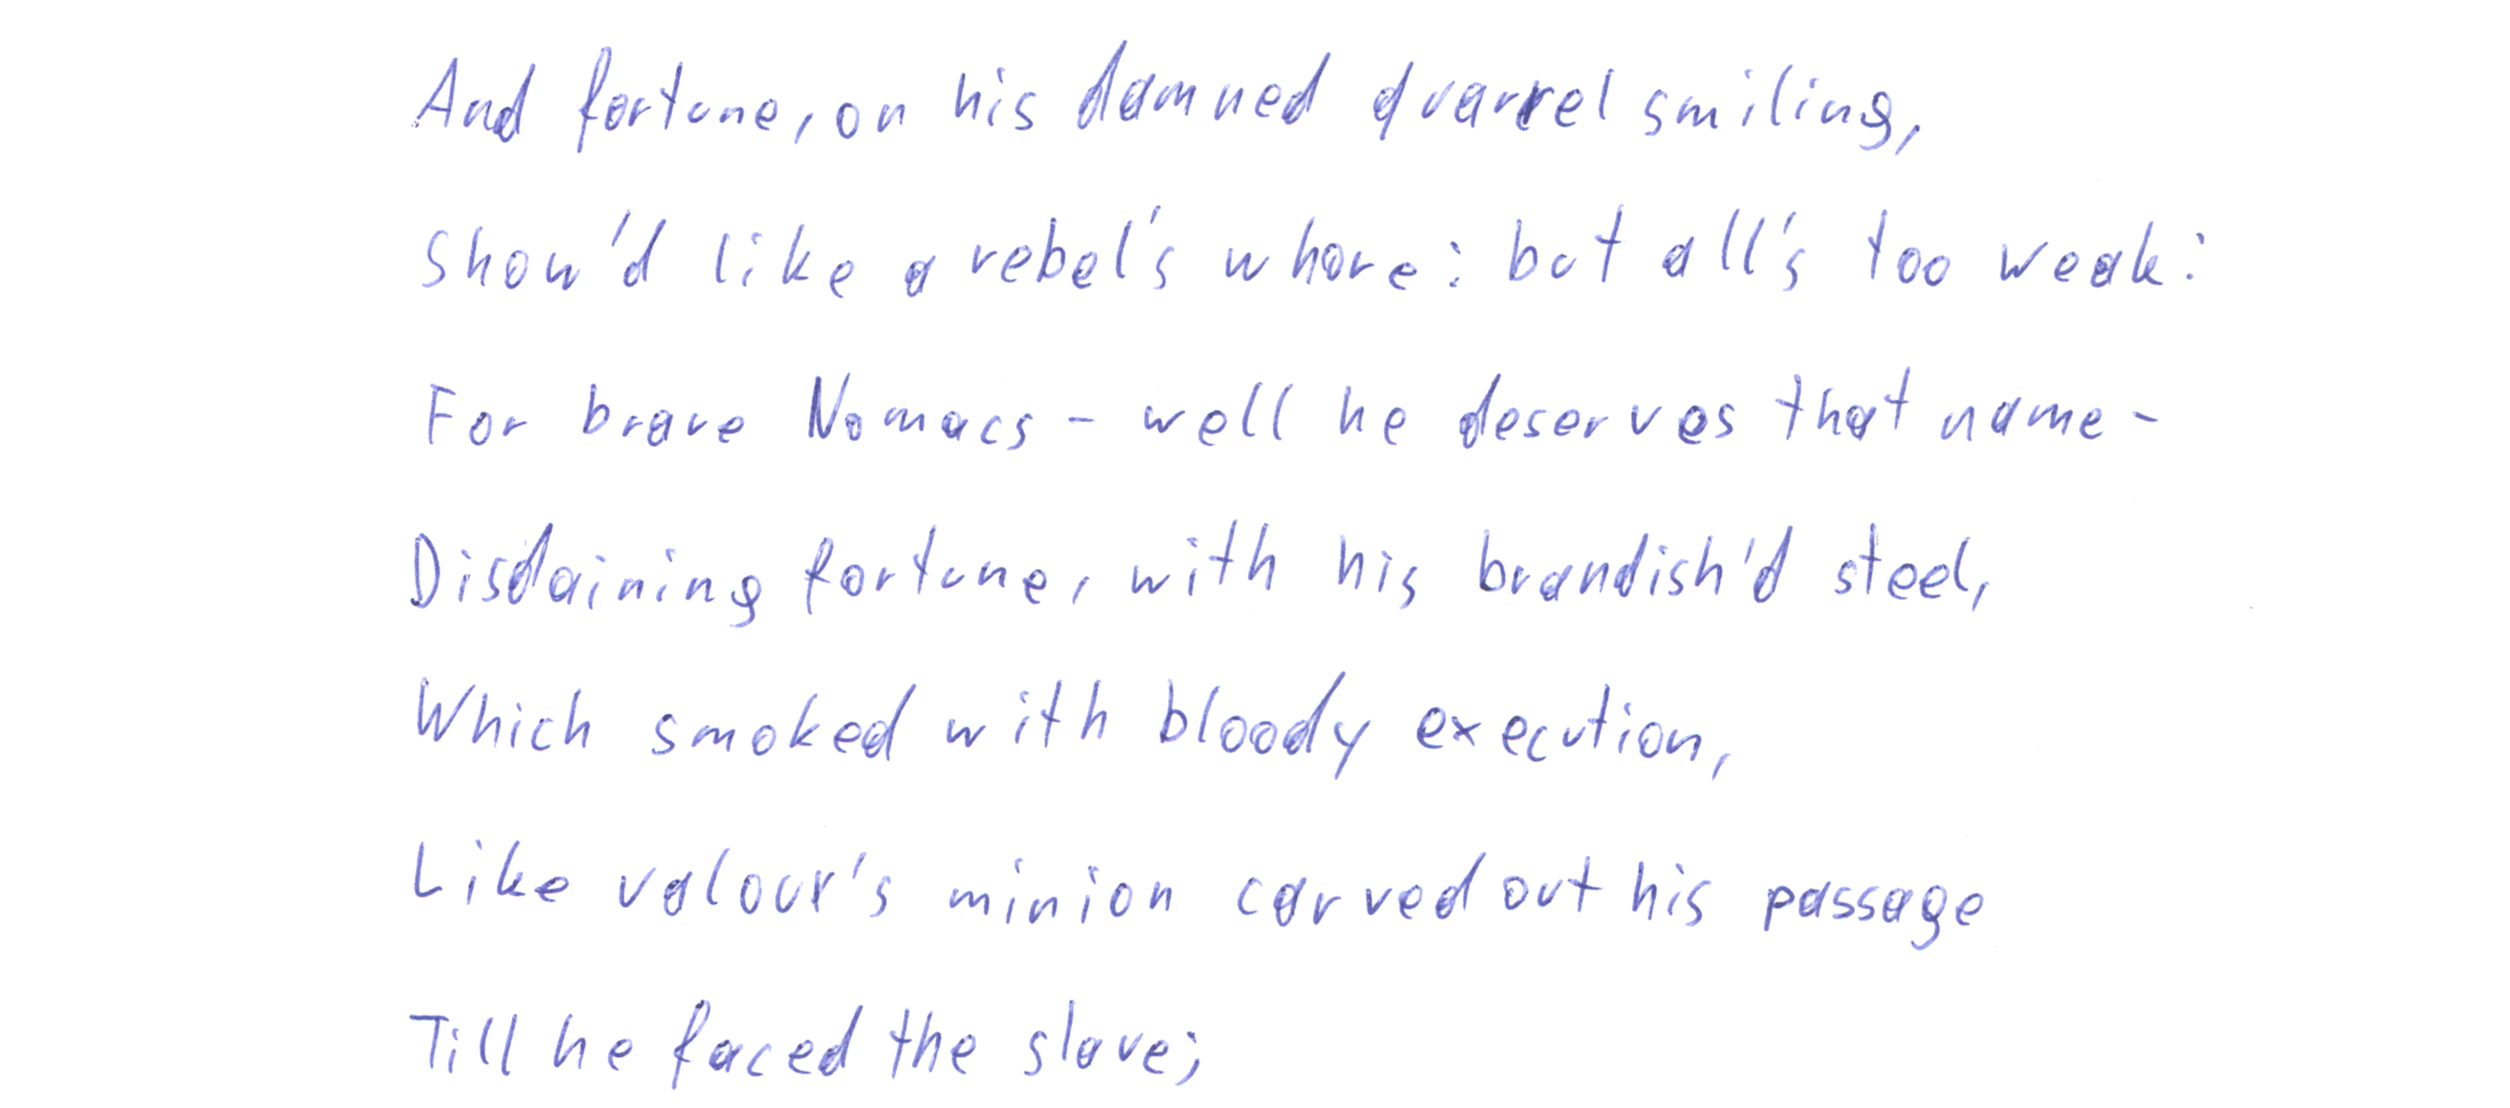 And fortune, on his damned quarrel smiling,
Show'd like a rebel's whore: but all's too weak:
For brave Nomacs - well he deserves that name -
Disdaining fortune, with his brandish'd steel,
Which smoked with bloody execution,
Like valour's minion carved out his passage
Till he faced the slave;